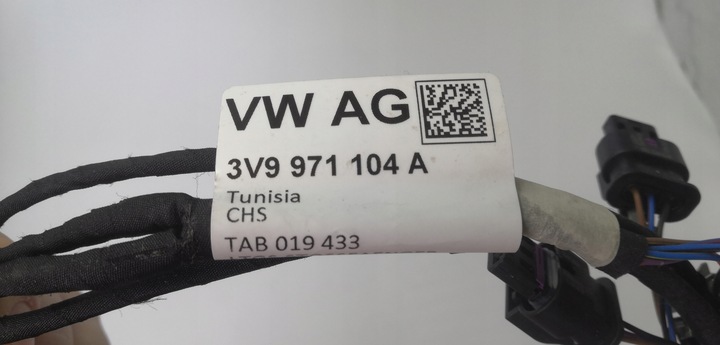 VW AG
3V9 971 104 A
Tunisia
CHS
TAB 019 433